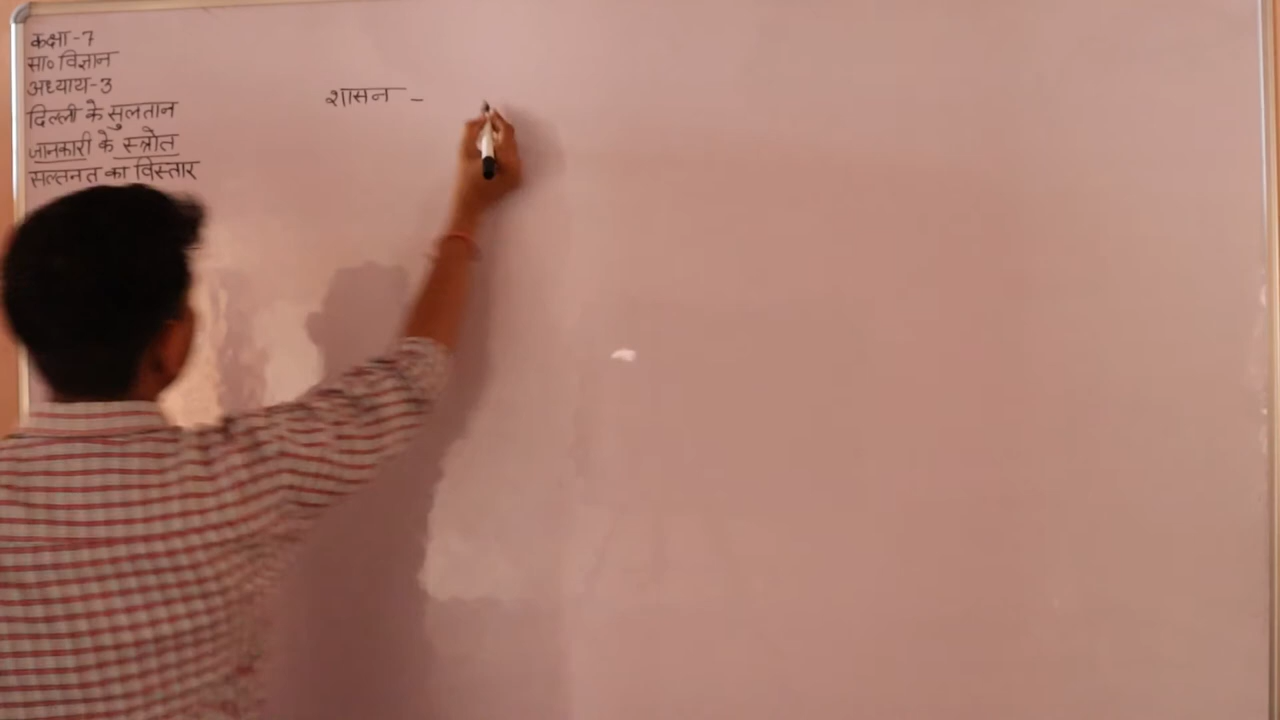 कक्षा-7
सा० विज्ञान
अध्याय-3
दिल्ली के सुलतान
जानकारी के स्त्रोत
सल्तनत का विस्तार
शासन -